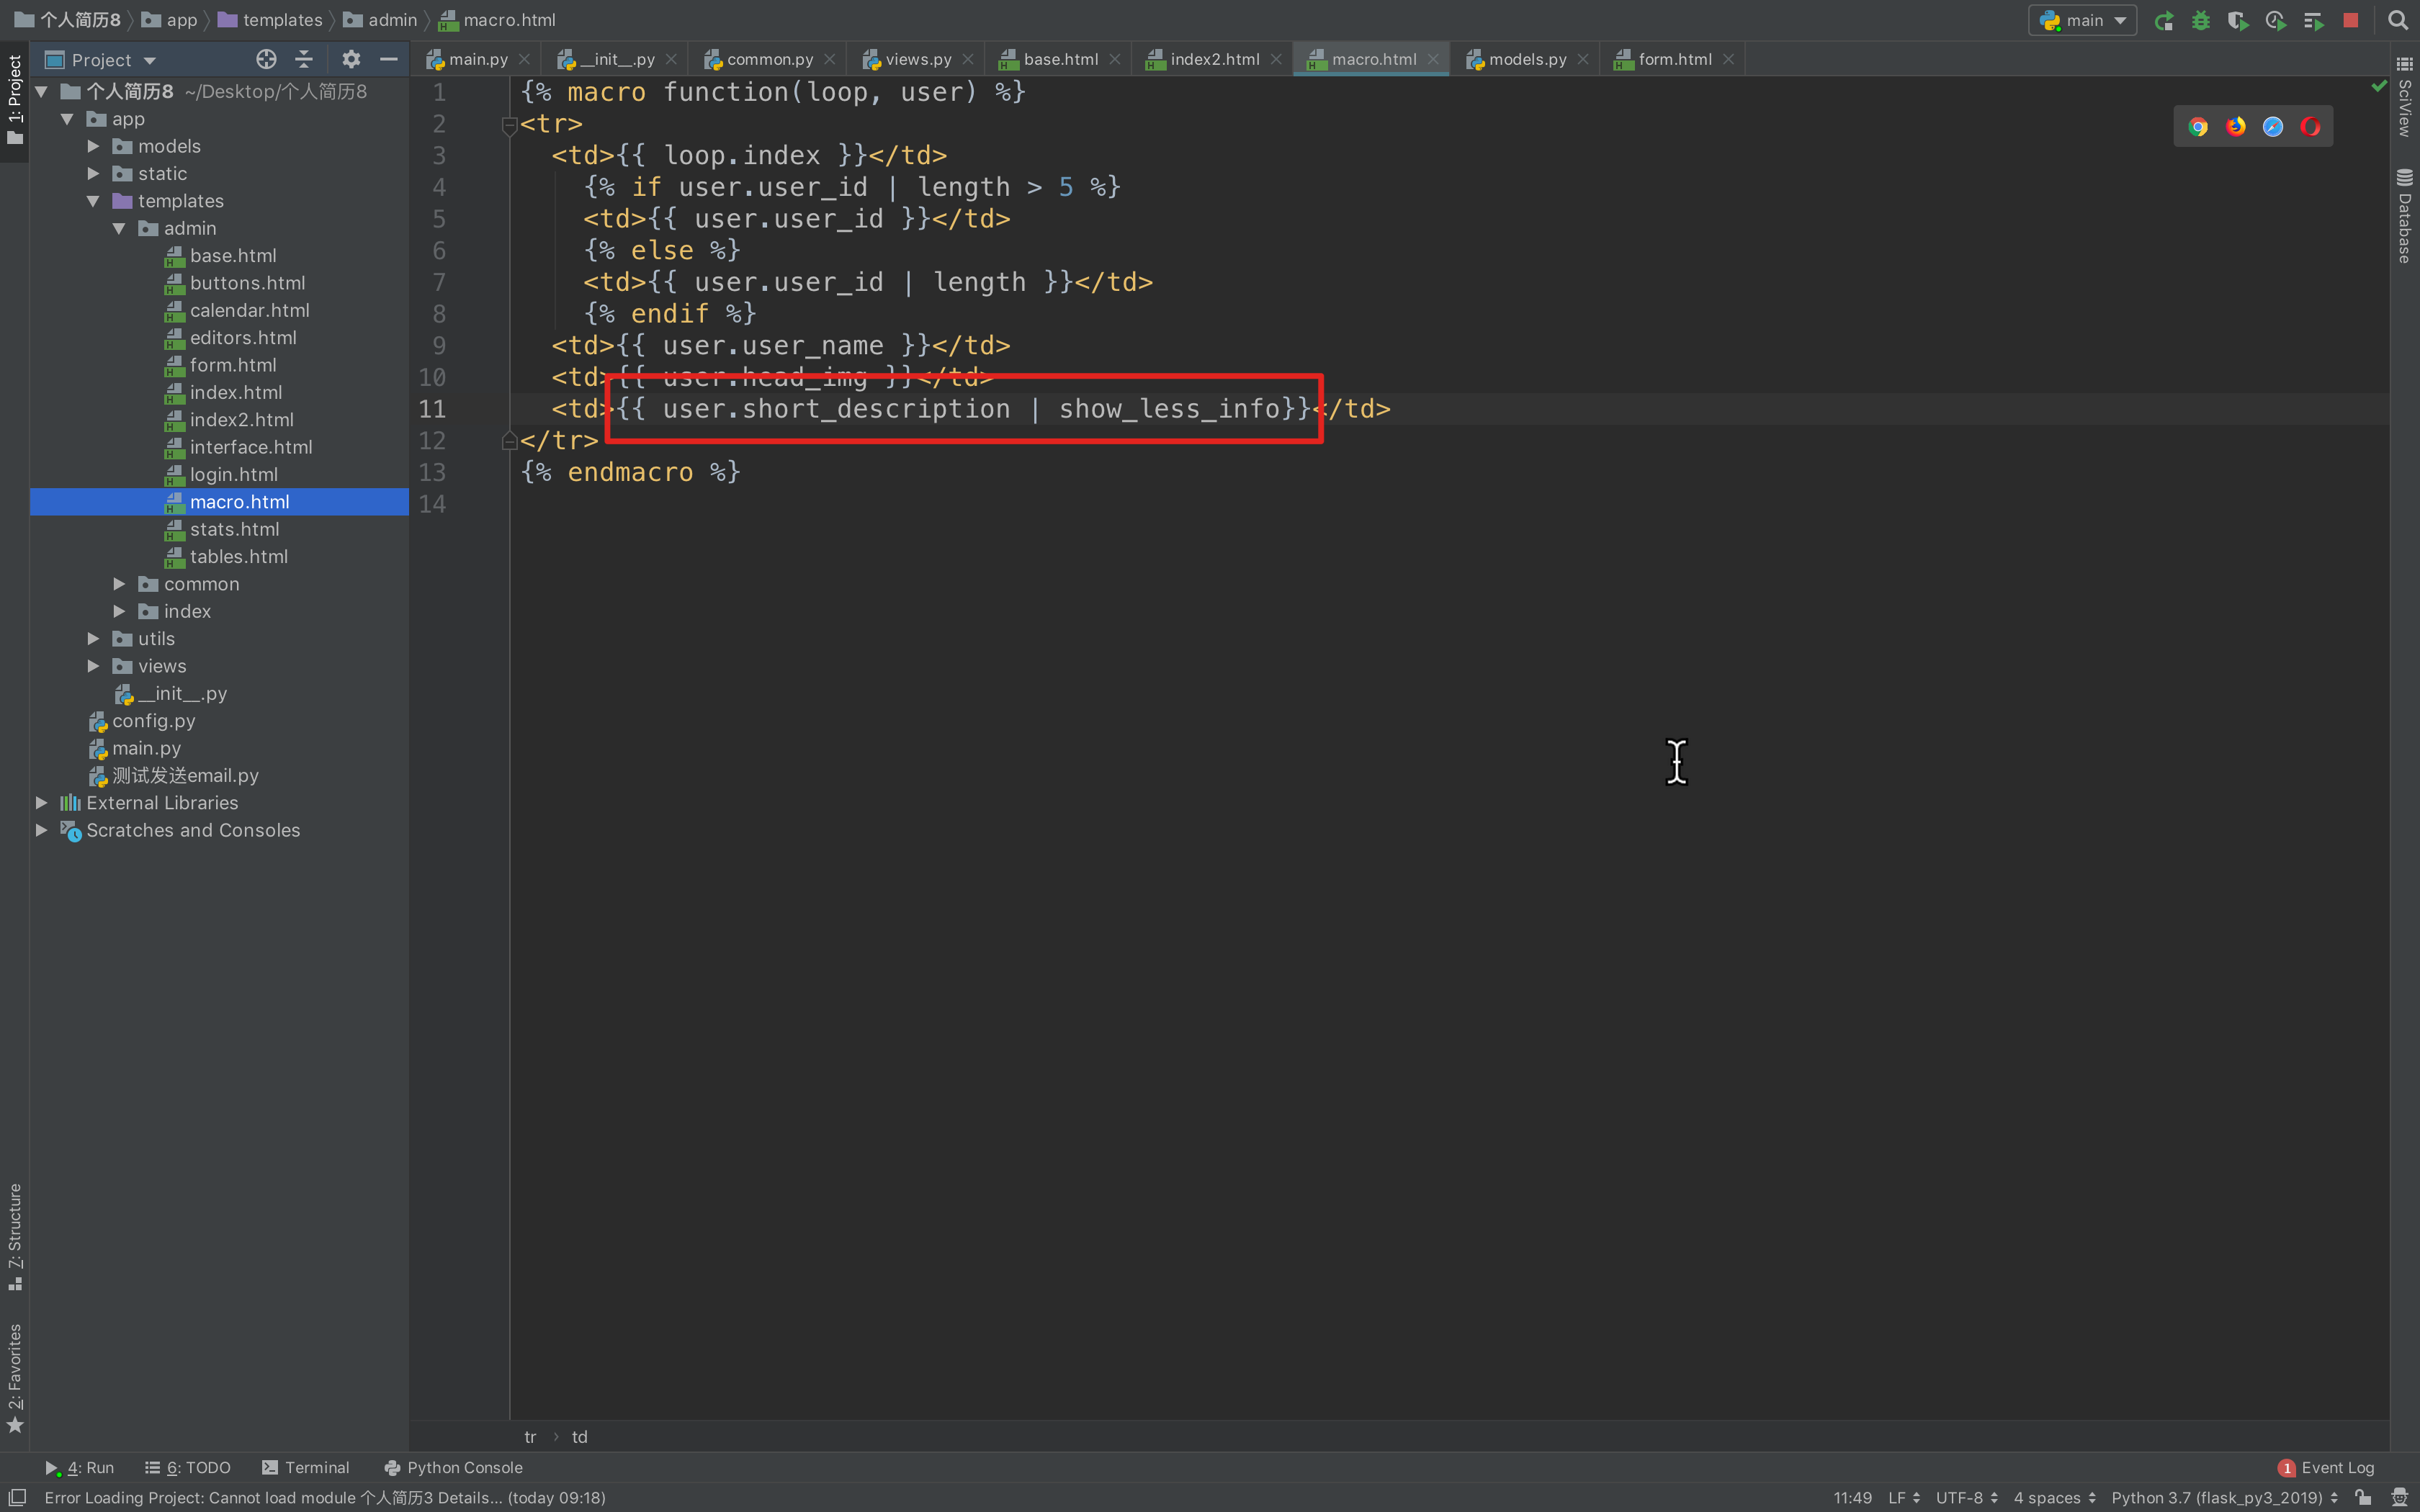 个人简历8 app templates admin macro.html main
Project
main.py __init__.py common.py views.py base.html index2.html macro.html models.py form.html
1: Project
个人简历8 ~/Desktop/个人简历8
app
models
static
templates
admin
base.html
buttons.html
calendar.html
editors.html
form.html
index.html
index2.html
interface.html
login.html
macro.html
stats.html
tables.html
common
index
utils
views
__init__.py
config.py
main.py
测试发送email.py
External Libraries
Scratches and Consoles
7: Structure
2: Favorites
1 {% macro function(loop, user) %}
2 <tr>
3 <td>{{ loop.index }}</td>
4 {% if user.user_id | length > 5 %}
5 <td>{{ user.user_id }}</td>
6 {% else %}
7 <td>{{ user.user_id | length }}</td>
8 {% endif %}
9 <td>{{ user.user_name }}</td>
10 <td>{{ user.head_img }}</td>
11 <td>{{ user.short_description | show_less_info}}</td>
12 </tr>
13 {% endmacro %}
14
SciView
Database
tr › td
4: Run 6: TODO Terminal Python Console 1 Event Log
Error Loading Project: Cannot load module 个人简历3 Details... (today 09:18) 11:49 LF UTF-8 4 spaces Python 3.7 (flask_py3_2019)